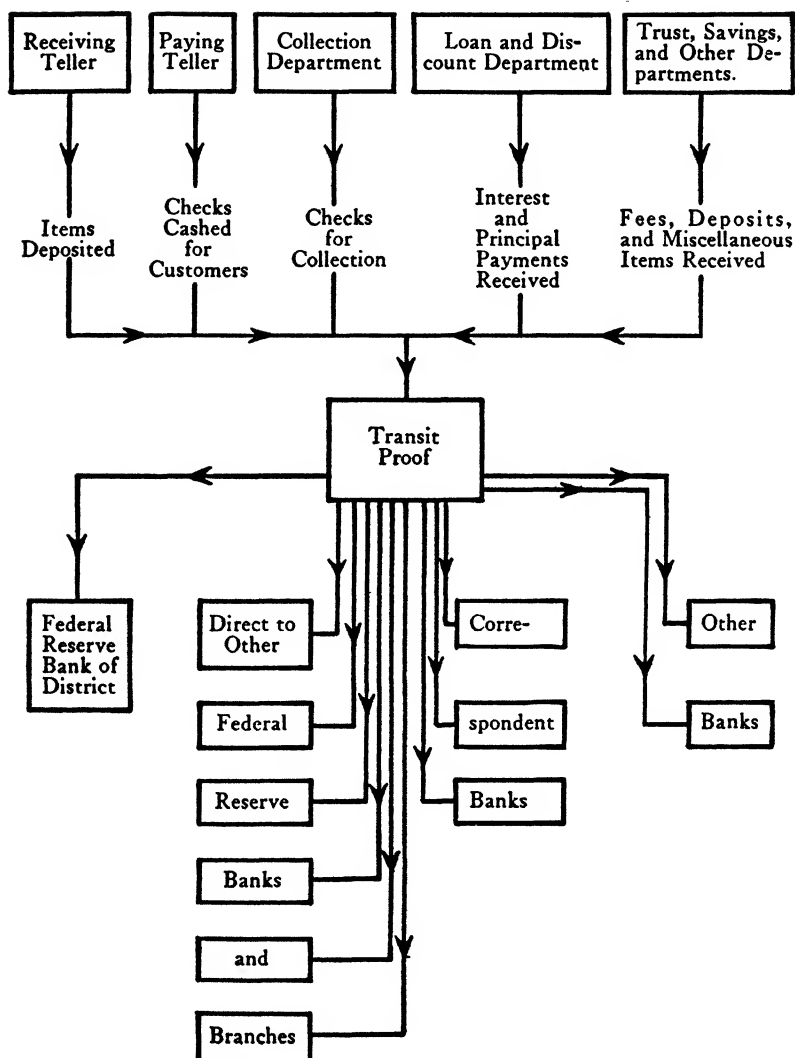 Receiving
Teller
Paying
Teller
Collection
Department
Loan and Dis-
count Department
Trust, Savings,
and Other De-
partments.
Items
Deposited
Checks
Cashed
for
Customers
Checks
for
Collection
Interest
and
Principal
Payments
Received
Fees, Deposits,
and Miscellaneous
Items Received
Transit
Proof
Federal
Reserve
Bank of
District
Direct to
Other
Federal
Reserve
Banks
and
Branches
Corre-
spondent
Banks
Other
Banks